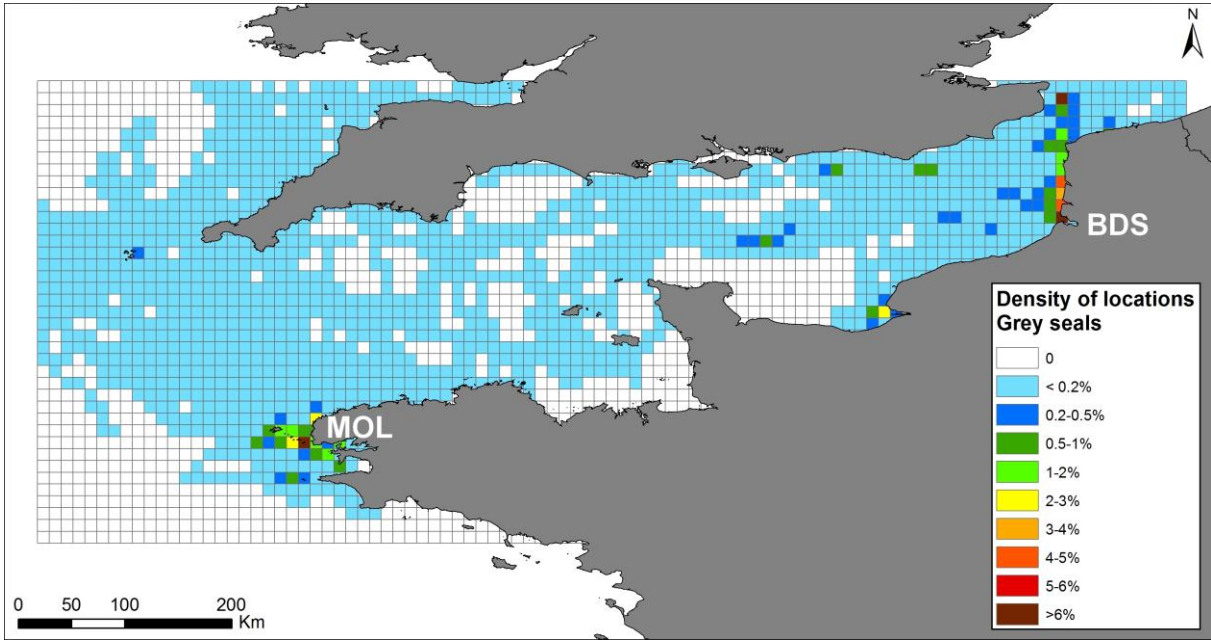 N
BDS
MOL
Density of locations
Grey seals
0
< 0.2%
0.2-0.5%
0.5-1%
1-2%
2-3%
3-4%
4-5%
5-6%
>6%
0 50 100 200
Km